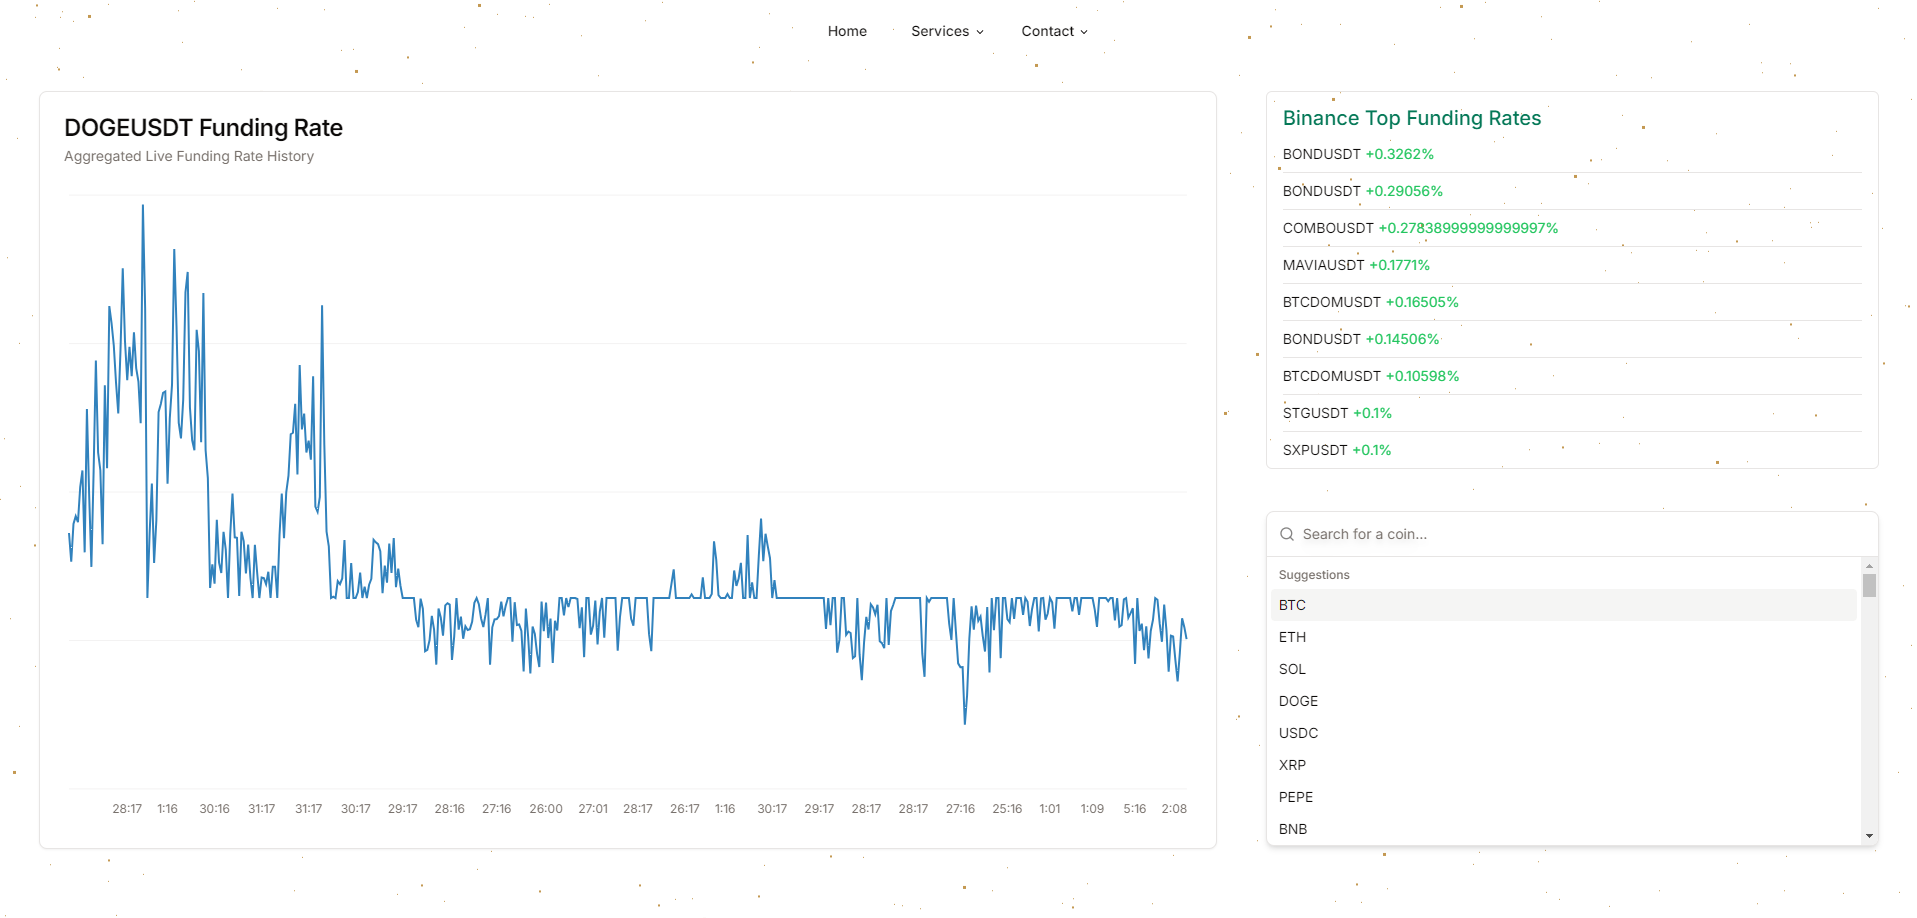 Home Services Contact
DOGEUSDT Funding Rate
Aggregated Live Funding Rate History
28:17 1:16 30:16 31:17 31:17 30:17 29:17 28:16 27:16 26:00 27:01 28:17 26:17 1:16 30:17 29:17 28:17 28:17 27:16 25:16 1:01 1:09 5:16 2:08
Binance Top Funding Rates
BONDUSDT +0.3262%
BONDUSDT +0.29056%
COMBOUSDT +0.27838999999999997%
MAVIAUSDT +0.1771%
BTCDOMUSDT +0.16505%
BONDUSDT +0.14506%
BTCDOMUSDT +0.10598%
STGUSDT +0.1%
SXPUSDT +0.1%
Search for a coin...
Suggestions
BTC
ETH
SOL
DOGE
USDC
XRP
PEPE
BNB